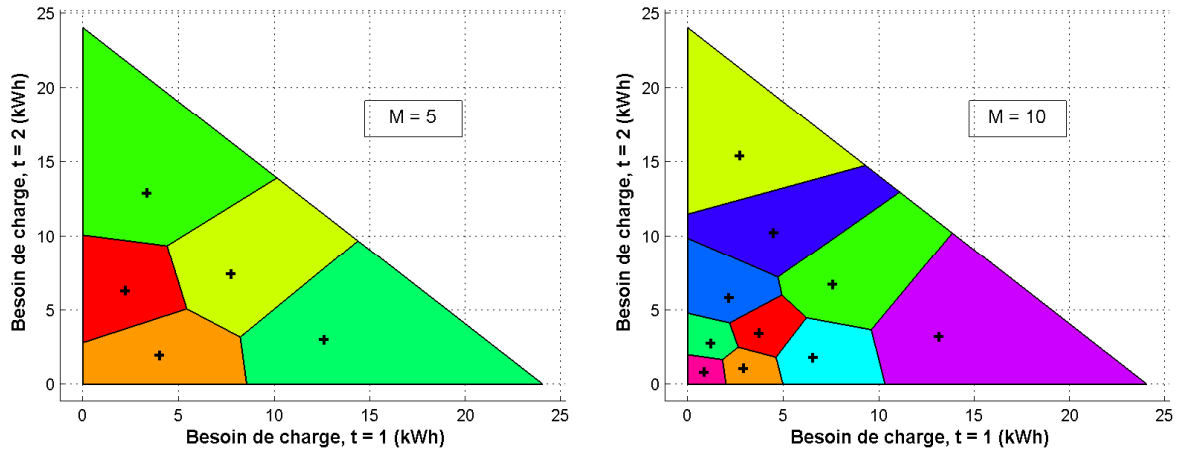 25
20
15
10
5
0
Besoin de charge, t = 2 (kWh)
M = 5
0 5 10 15 20 25
Besoin de charge, t = 1 (kWh)
25
20
15
10
5
0
Besoin de charge, t = 2 (kWh)
M = 10
0 5 10 15 20 25
Besoin de charge, t = 1 (kWh)